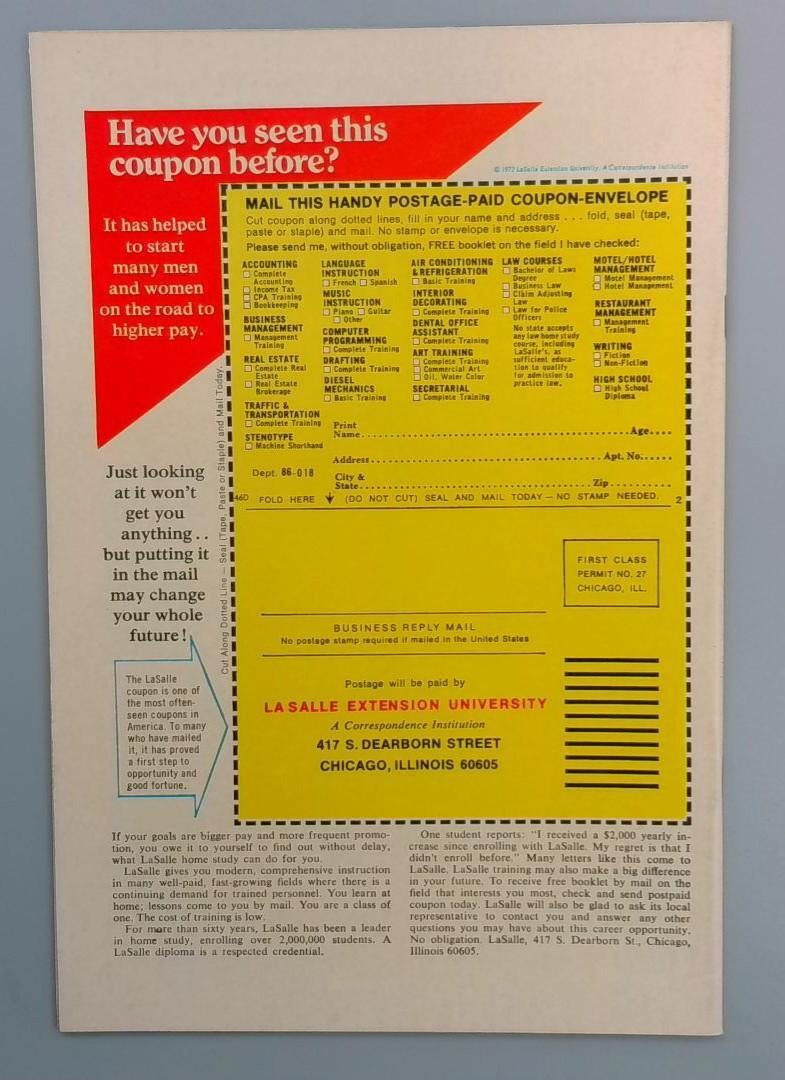 Have you seen this
coupon before?
© 1972 LaSalle Extension University, A Correspondence Institution
It has helped
to start
many men
and women
on the road to
higher pay.
Just looking
at it won't
get you
anything . .
but putting it
in the mail
may change
your whole
future!
The LaSalle
coupon is one of
the most often-
seen coupons in
America. To many
who have mailed
it, it has proved
a first step to
opportunity and
good fortune.
Cut Along Dotted Line — Seal (Tape, Paste or Staple) and Mail Today.
MAIL THIS HANDY POSTAGE-PAID COUPON-ENVELOPE
Cut coupon along dotted lines, fill in your name and address . . . fold, seal (tape,
paste or staple) and mail. No stamp or envelope is necessary.
Please send me, without obligation, FREE booklet on the field I have checked:
ACCOUNTING
☐ Complete
Accounting
☐ Income Tax
☐ CPA Training
☐ Bookkeeping
BUSINESS
MANAGEMENT
☐ Management
Training
REAL ESTATE
☐ Complete Real
Estate
☐ Real Estate
Brokerage
TRAFFIC &
TRANSPORTATION
☐ Complete Training
STENOTYPE
☐ Machine Shorthand
LANGUAGE
INSTRUCTION
☐ French ☐ Spanish
MUSIC
INSTRUCTION
☐ Piano ☐ Guitar
☐ Other
COMPUTER
PROGRAMMING
☐ Complete Training
DRAFTING
☐ Complete Training
DIESEL
MECHANICS
☐ Basic Training
AIR CONDITIONING
& REFRIGERATION
☐ Basic Training
INTERIOR
DECORATING
☐ Complete Training
DENTAL OFFICE
ASSISTANT
☐ Complete Training
ART TRAINING
☐ Complete Training
☐ Commercial Art
☐ Oil, Water Color
SECRETARIAL
☐ Complete Training
LAW COURSES
☐ Bachelor of Laws
Degree
☐ Business Law
☐ Claim Adjusting
Law
☐ Law for Police
Officers
No state accepts
any law home study
course, including
LaSalle's, as
sufficient educa-
tion to qualify
for admission to
practice law.
MOTEL/HOTEL
MANAGEMENT
☐ Motel Management
☐ Hotel Management
RESTAURANT
MANAGEMENT
☐ Management
Training
WRITING
☐ Fiction
☐ Non-Fiction
HIGH SCHOOL
☐ High School
Diploma
Print
Name.......... Age....
Address.......... Apt. No......
Dept. 86-018
City &
State.......... Zip..........
46D FOLD HERE ↓ (DO NOT CUT) SEAL AND MAIL TODAY — NO STAMP NEEDED. 2
FIRST CLASS
PERMIT NO. 27
CHICAGO, ILL.
BUSINESS REPLY MAIL
No postage stamp required if mailed in the United States
Postage will be paid by
LA SALLE EXTENSION UNIVERSITY
A Correspondence Institution
417 S. DEARBORN STREET
CHICAGO, ILLINOIS 60605
If your goals are bigger pay and more frequent promo-
tion, you owe it to yourself to find out without delay,
what LaSalle home study can do for you.
LaSalle gives you modern, comprehensive instruction
in many well-paid, fast-growing fields where there is a
continuing demand for trained personnel. You learn at
home; lessons come to you by mail. You are a class of
one. The cost of training is low.
For more than sixty years, LaSalle has been a leader
in home study, enrolling over 2,000,000 students. A
LaSalle diploma is a respected credential.
One student reports: "I received a $2,000 yearly in-
crease since enrolling with LaSalle. My regret is that I
didn't enroll before." Many letters like this come to
LaSalle. LaSalle training may also make a big difference
in your future. To receive free booklet by mail on the
field that interests you most, check and send postpaid
coupon today. LaSalle will also be glad to ask its local
representative to contact you and answer any other
questions you may have about this career opportunity.
No obligation. LaSalle, 417 S. Dearborn St., Chicago,
Illinois 60605.